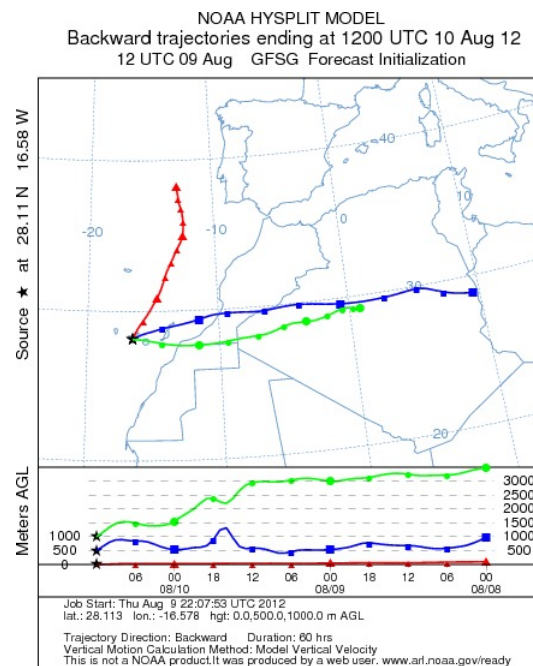 NOAA HYSPLIT MODEL
Backward trajectories ending at 1200 UTC 10 Aug 12
12 UTC 09 Aug GFSG Forecast Initialization
Source ★ at 28.11 N 16.58 W
-20
-10
0
10
40
30
20
Meters AGL
3000
2500
2000
1500
1000
500
0
1000
500
0
06 00 18 12 06 00 18 12 06 00
08/10 08/09 08/08
Job Start: Thu Aug 9 22:07:53 UTC 2012
lat.: 28.113 lon.: -16.578 hgt: 0.0,500.0,1000.0 m AGL
Trajectory Direction: Backward Duration: 60 hrs
Vertical Motion Calculation Method: Model Vertical Velocity
This is not a NOAA product.It was produced by a web user. www.arl.noaa.gov/ready